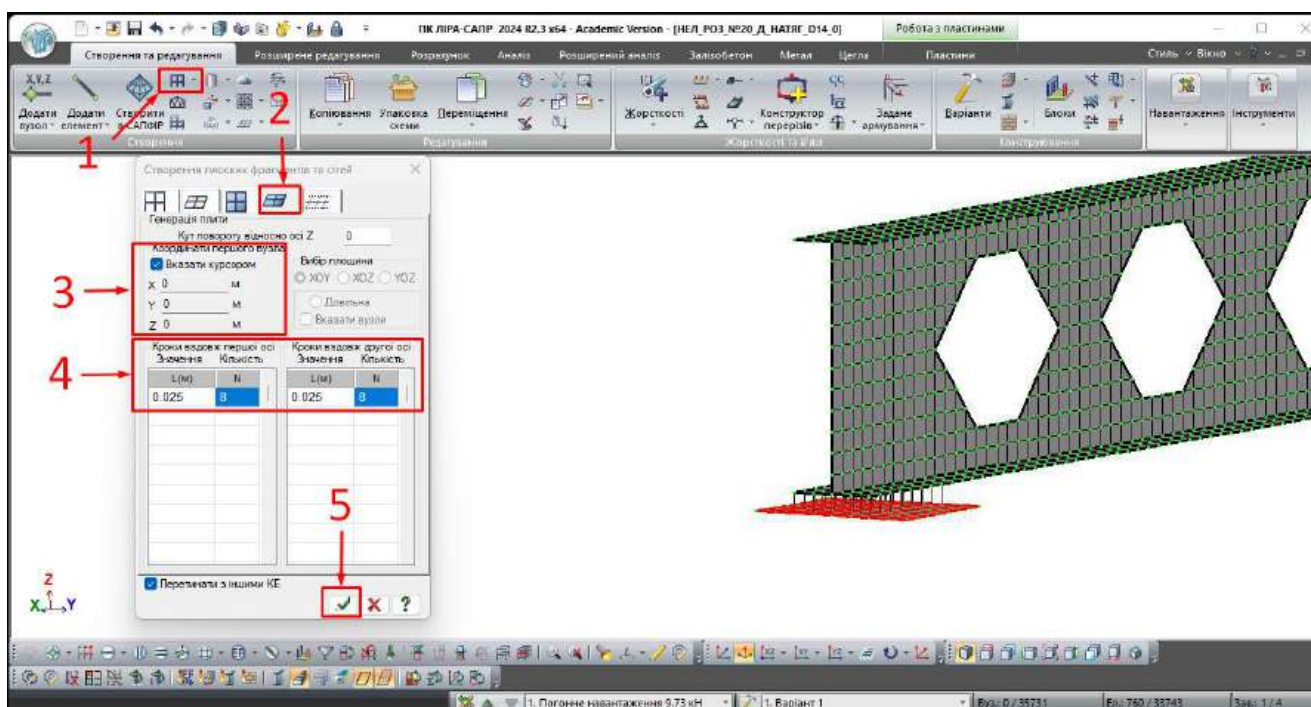 ПК ЛІРА-САПР 2024 R2.3 x64 - Academic Version - [НЕЛ_РОЗ_№20_Д_НАТЯГ_D14_0]
Робота з пластинами
Створення та редагування
Розширене редагування
Розрахунок
Аналіз
Розширений аналіз
Залізобетон
Метал
Цегла
Пластини
Стиль
Вікно
X,Y,Z
Додати вузол
Додати елемент
Створити в САПФІР
Копіювання
Упаковка схеми
Переміщення
Жорсткості
Конструктор перерізів
Задане армування
Варіанти
Блоки
Навантаження
Інструменти
Створення
Редагування
Жорсткості та в'язі
Конструювання
1
2
Створення плоских фрагментів та сітей
Генерація плити
Кут повороту відносно осі Z 0
Координати першого вузла
Вказати курсором
X 0 м
Y 0 м
Z 0 м
Вибір площини
XOY XOZ YOZ
Довільна
Вказати вузли
3
Кроки вздовж першої осі
Значення Кількість
L(м) N
0.025 8
Кроки вздовж другої осі
Значення Кількість
L(м) N
0.025 8
4
5
Перетинати з іншими КЕ
?
Z
X Y
1. Погонне навантаження 9.73 кН
1. Варіант 1
Вуз.: 0 / 35731
Ел.: 760 / 33743
Зав.: 1 / 4